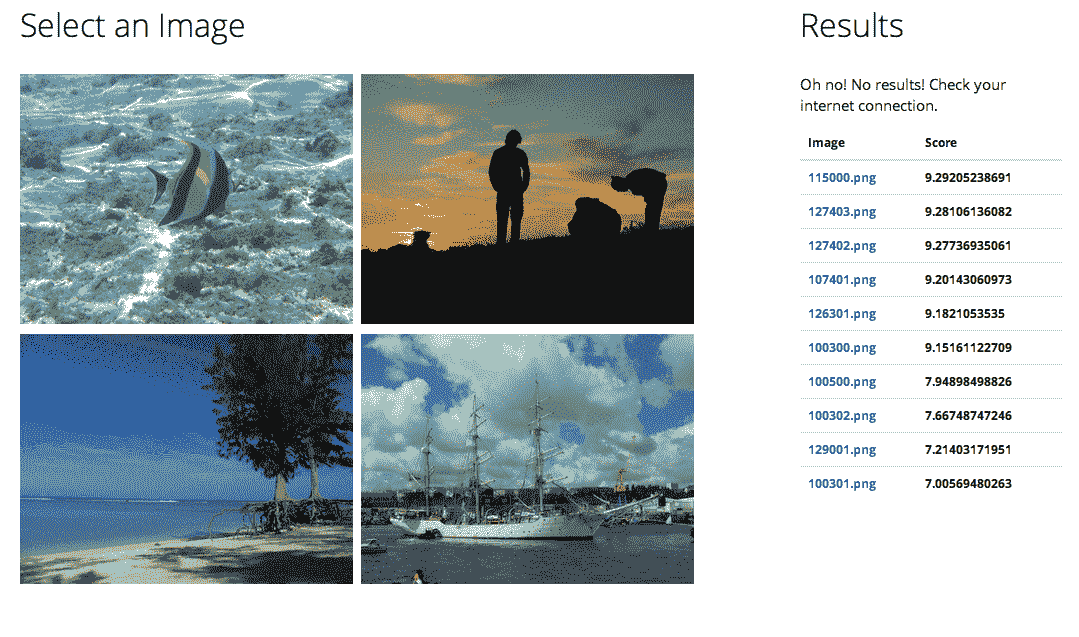 Select an Image
Results
Oh no! No results! Check your
internet connection.
Image Score
115000.png 9.29205238691
127403.png 9.28106136082
127402.png 9.27736935061
107401.png 9.20143060973
126301.png 9.1821053535
100300.png 9.15161122709
100500.png 7.94898498826
100302.png 7.66748747246
129001.png 7.21403171951
100301.png 7.00569480263